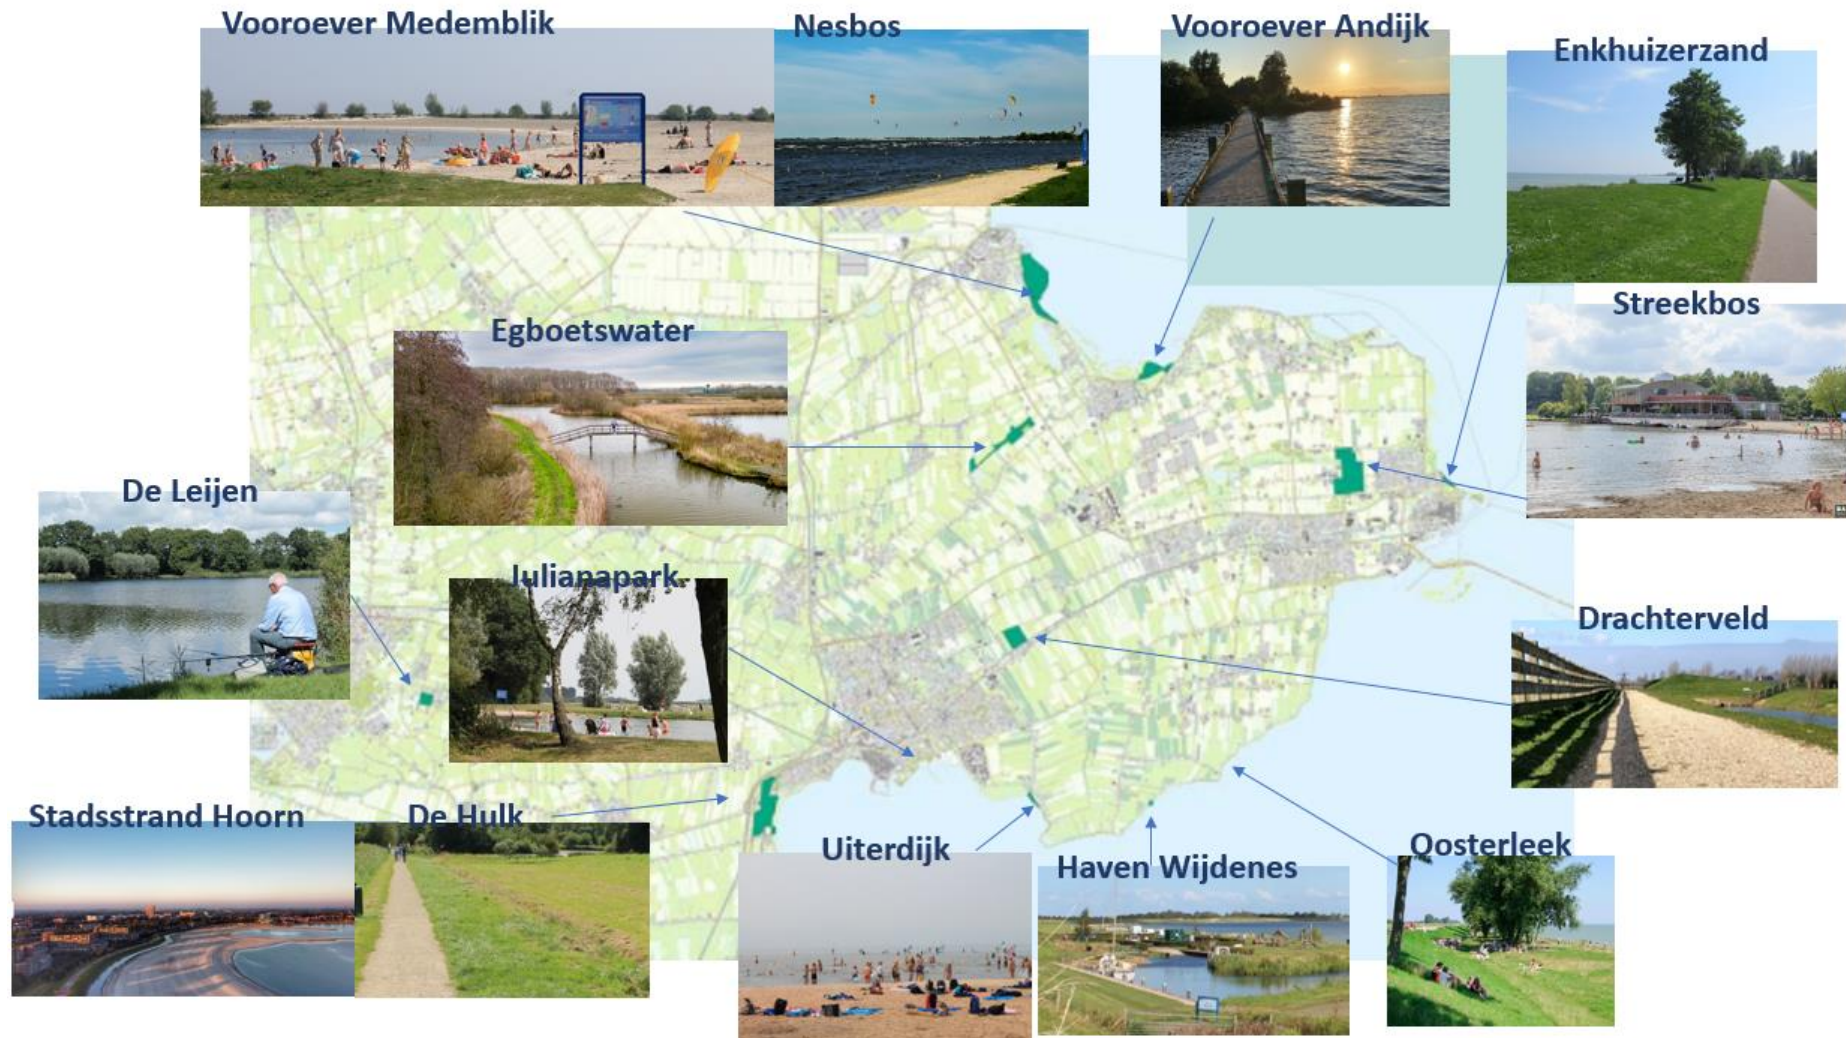 Vooroever Medemblik
Nesbos
Vooroever Andijk
Enkhuizerzand
Streekbos
Egboetswater
De Leijen
Julianapark
Drachterveld
Stadsstrand Hoorn
De Hulk
Uiterdijk
Haven Wijdenes
Oosterleek